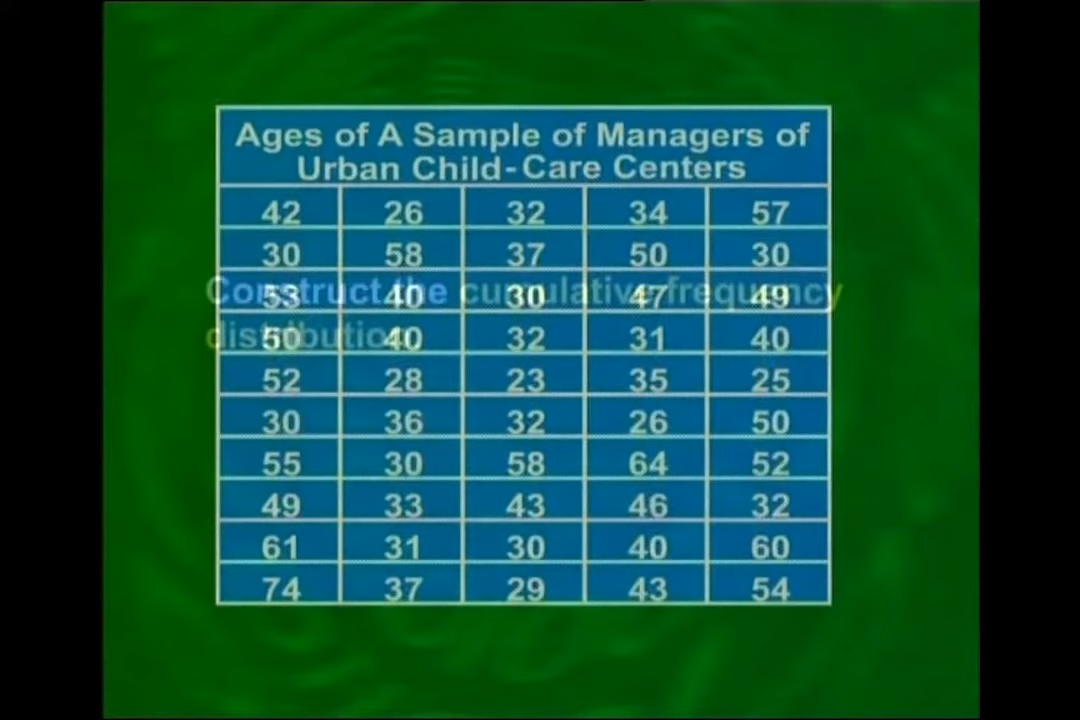 Ages of A Sample of Managers of
Urban Child-Care Centers
42 26 32 34 57
30 58 37 50 30
Construct the cumulative frequency
53 40 30 47 49
distribution
50 40 32 31 40
52 28 23 35 25
30 36 32 26 50
55 30 58 64 52
49 33 43 46 32
61 31 30 40 60
74 37 29 43 54